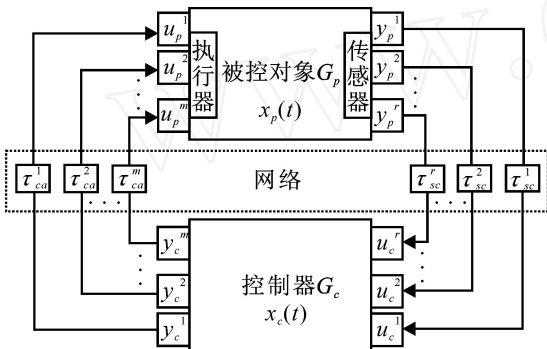 u_p^1 执行器 被控对象G_p 传感器 y_p^1
u_p^2 y_p^2
u_p^m x_p(t) y_p^r
τ_ca^1 τ_ca^2 τ_ca^m 网络 τ_sc^r τ_sc^2 τ_sc^1
y_c^m u_c^r
y_c^2 控制器G_c u_c^2
y_c^1 x_c(t) u_c^1